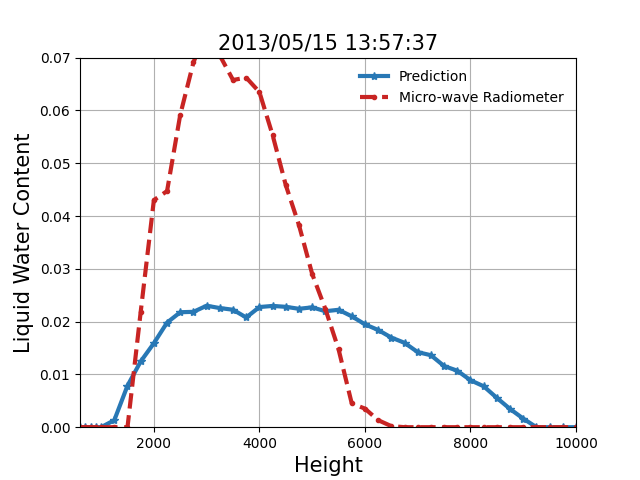 2013/05/15 13:57:37
Prediction
Micro-wave Radiometer
Liquid Water Content
0.07
0.06
0.05
0.04
0.03
0.02
0.01
0.00
2000 4000 6000 8000 10000
Height